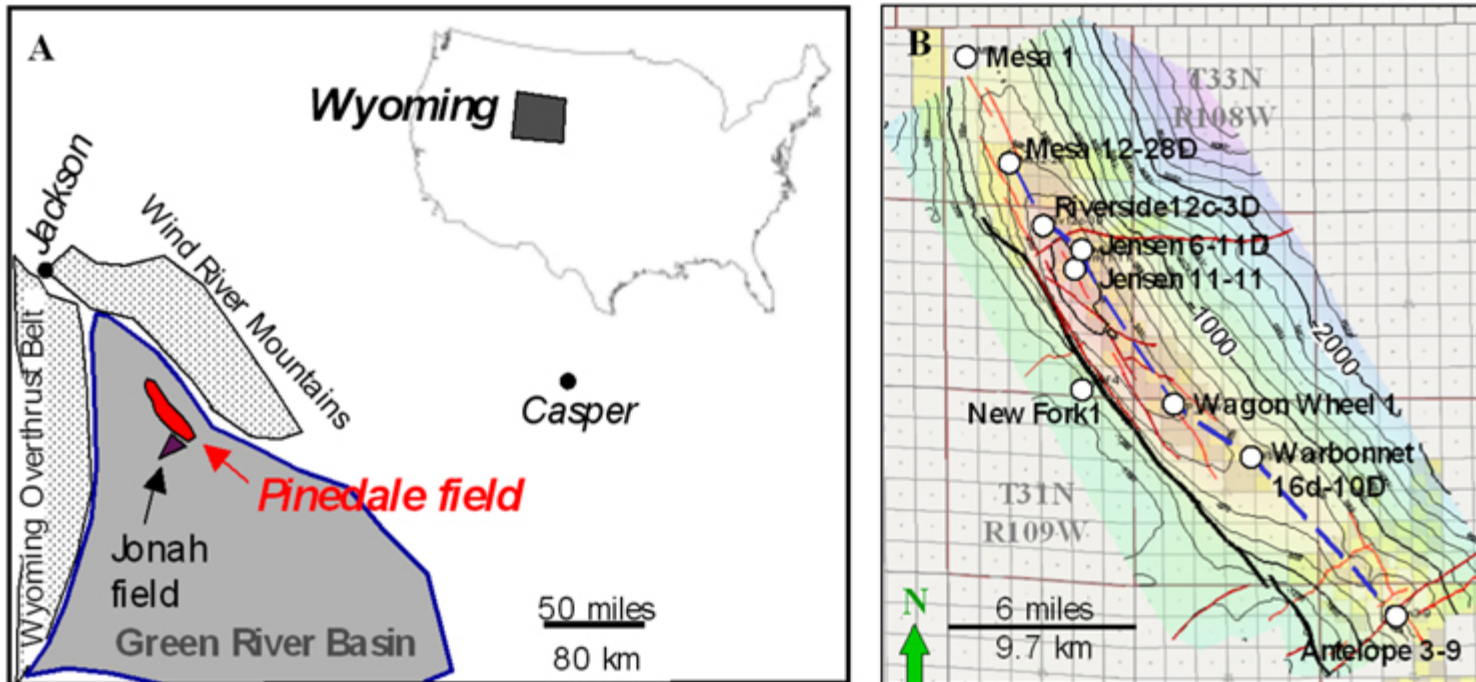 A
Wyoming
Jackson
Wind River Mountains
Wyoming Overthrust Belt
Casper
Pinedale field
Jonah
field
Green River Basin
50 miles
80 km
B
Mesa 1
T33N
R108W
Mesa 12-28D
Riverside12c-3D
Jensen 6-11D
Jensen 11-11
-1000
-2000
New Fork1
Wagon Wheel 1
Warbonnet
16d-10D
T31N
R109W
N
6 miles
9.7 km
Antelope 3-9